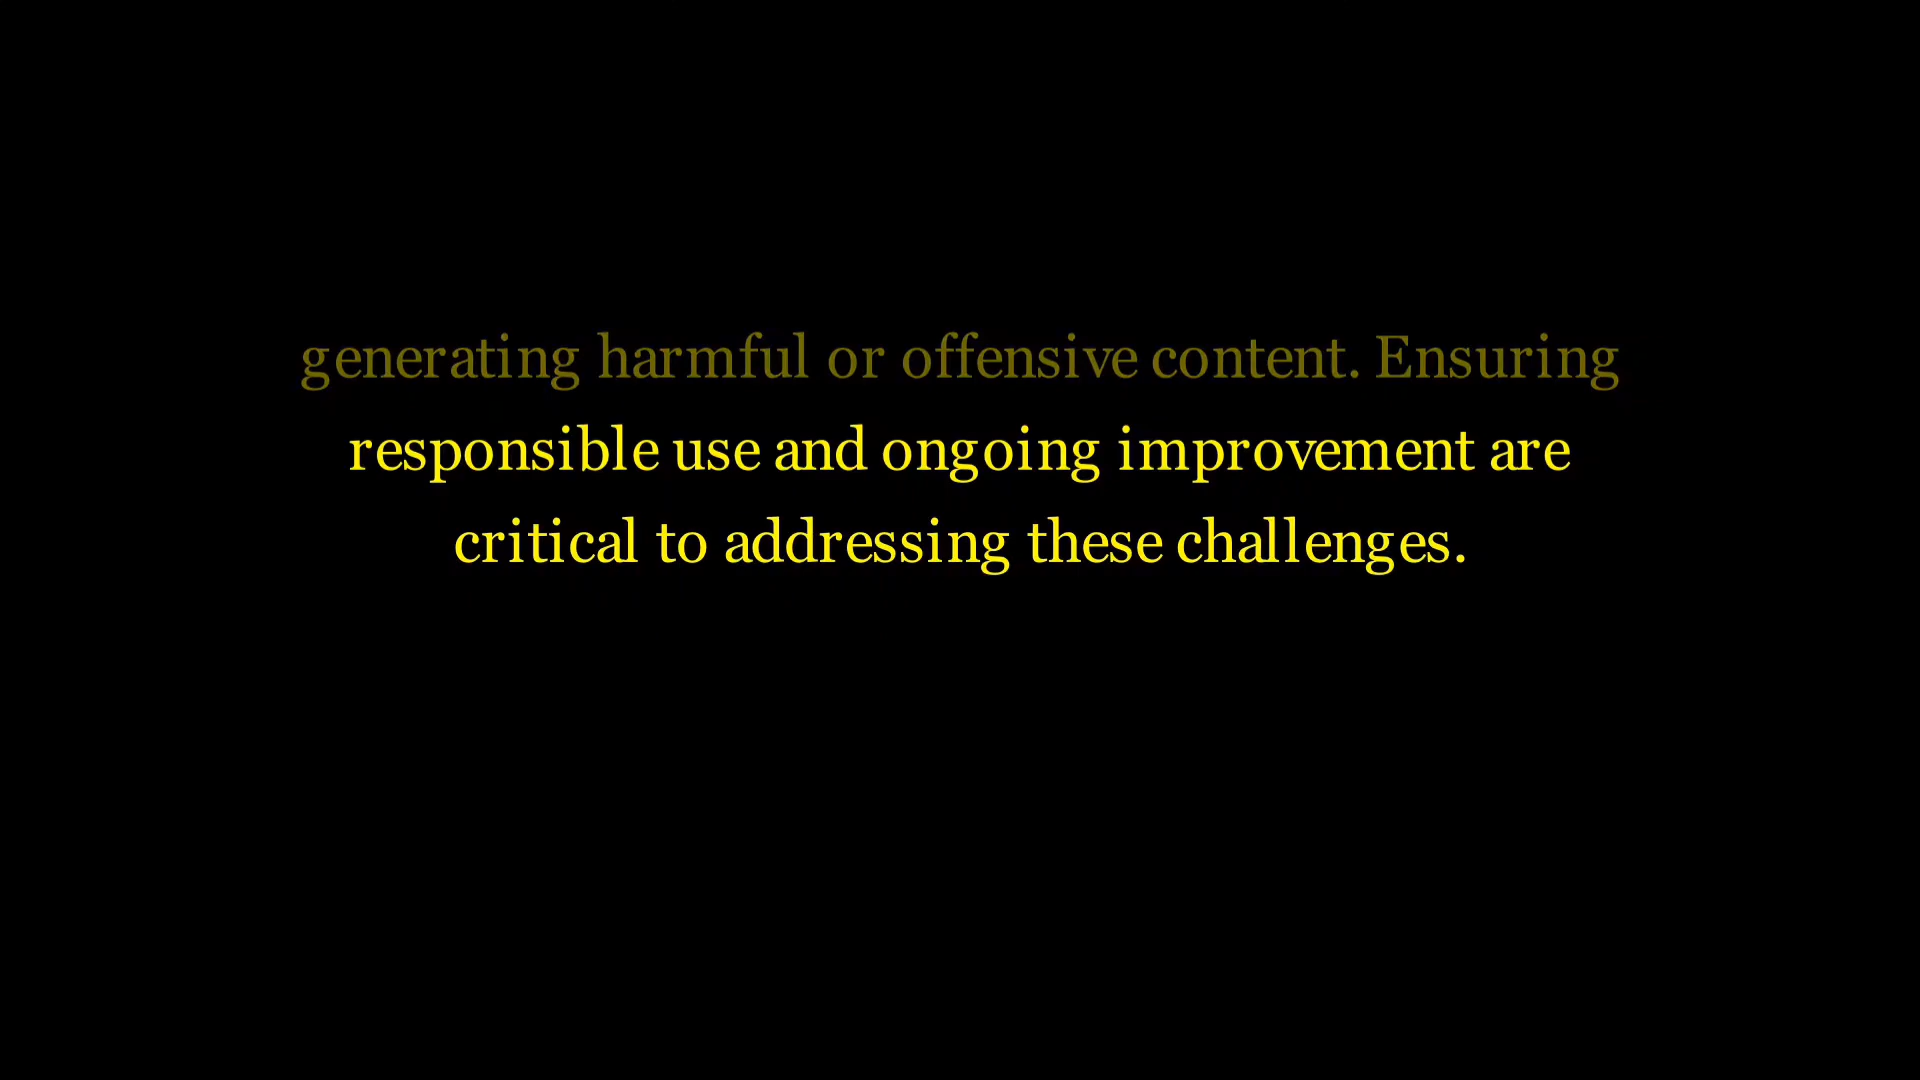 generating harmful or offensive content. Ensuring
responsible use and ongoing improvement are
critical to addressing these challenges.